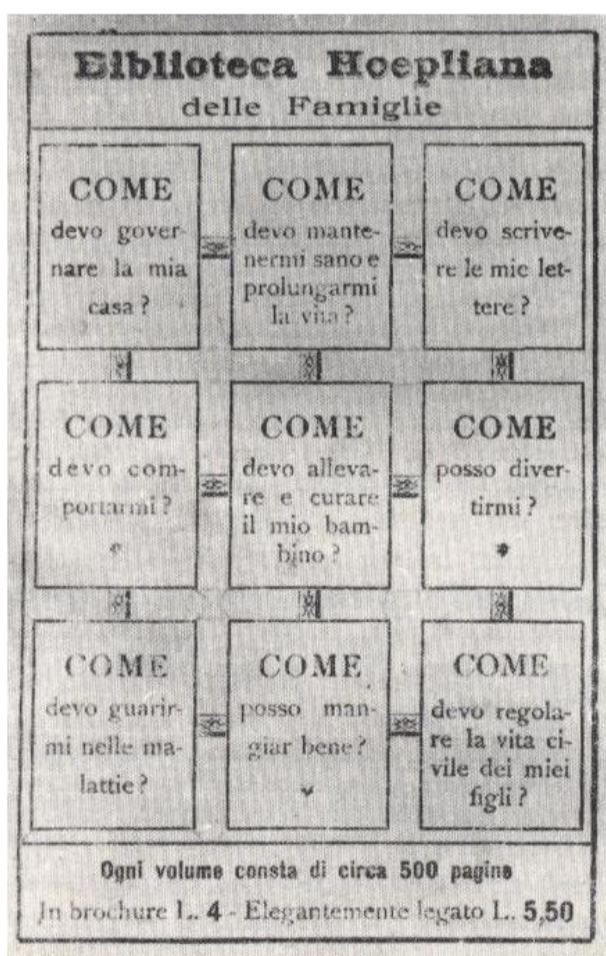 Biblioteca Hoepliana
delle Famiglie
COME
devo gover-
nare la mia
casa ?
COME
devo mante-
nermi sano e
prolungarmi
la vita ?
COME
devo scrive-
re le mie let-
tere ?
COME
devo com-
portarmi ?
COME
devo alleva-
re e curare
il mio bam-
bino ?
COME
posso diver-
tirmi ?
COME
devo guarir-
mi nelle ma-
lattie ?
COME
posso man-
giar bene ?
COME
devo regola-
re la vita ci-
vile dei miei
figli ?
Ogni volume consta di circa 500 pagine
In brochure L. 4 - Elegantemente legato L. 5,50